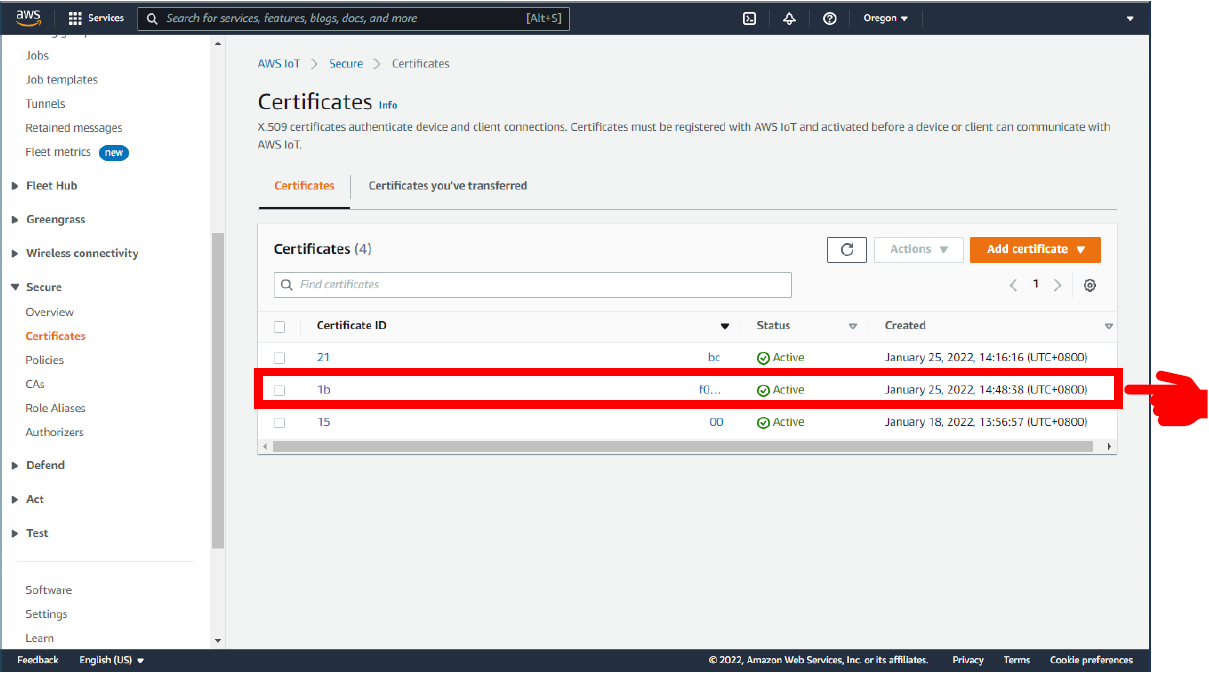 aws Services Search for services, features, blogs, docs, and more [Alt+S] Oregon
Jobs
Job templates
Tunnels
Retained messages
Fleet metrics new
Fleet Hub
Greengrass
Wireless connectivity
Secure
Overview
Certificates
Policies
CAs
Role Aliases
Authorizers
Defend
Act
Test
Software
Settings
Learn
AWS IoT > Secure > Certificates
Certificates Info
X.509 certificates authenticate device and client connections. Certificates must be registered with AWS IoT and activated before a device or client can communicate with
AWS IoT.
Certificates Certificates you've transferred
Certificates (4)
Actions Add certificate
Find certificates
1
Certificate ID Status Created
21 bc Active January 25, 2022, 14:16:16 (UTC+0800)
1b f0... Active January 25, 2022, 14:48:38 (UTC+0800)
15 00 Active January 18, 2022, 13:56:57 (UTC+0800)
Feedback English (US) © 2022, Amazon Web Services, Inc. or its affiliates. Privacy Terms Cookie preferences